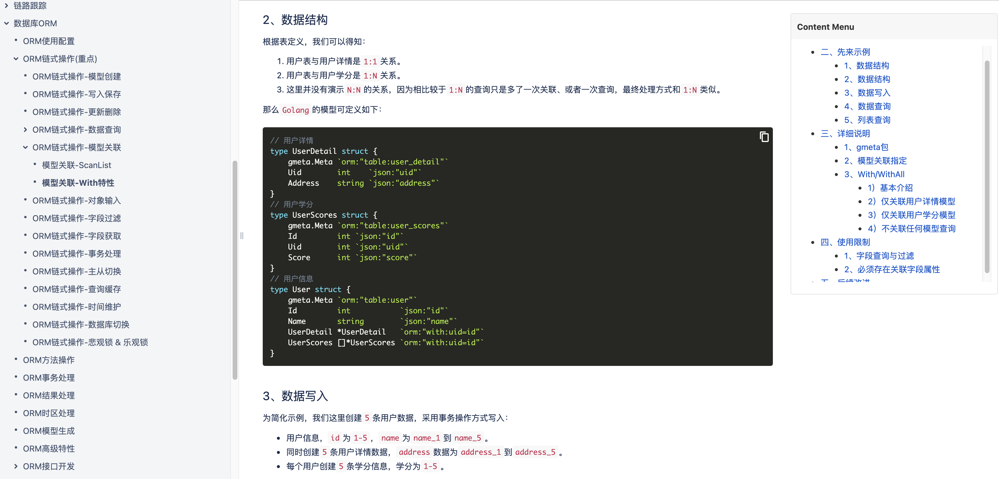 链路跟踪
数据库ORM
ORM使用配置
ORM链式操作(重点)
ORM链式操作-模型创建
ORM链式操作-写入保存
ORM链式操作-更新删除
ORM链式操作-数据查询
ORM链式操作-模型关联
模型关联-ScanList
模型关联-With特性
ORM链式操作-对象输入
ORM链式操作-字段过滤
ORM链式操作-字段获取
ORM链式操作-事务处理
ORM链式操作-主从切换
ORM链式操作-查询缓存
ORM链式操作-时间维护
ORM链式操作-数据库切换
ORM链式操作-悲观锁 & 乐观锁
ORM方法操作
ORM事务处理
ORM结果处理
ORM时区处理
ORM模型生成
ORM高级特性
ORM接口开发
2、数据结构
根据表定义，我们可以得知：
1. 用户表与用户详情是 1:1 关系。
2. 用户表与用户学分是 1:N 关系。
3. 这里并没有演示 N:N 的关系，因为相比较于 1:N 的查询只是多了一次关联、或者一次查询，最终处理方式和 1:N 类似。
那么 Golang 的模型可定义如下：
// 用户详情
type UserDetail struct {
    gmeta.Meta `orm:"table:user_detail"`
    Uid        int    `json:"uid"`
    Address    string `json:"address"`
}
// 用户学分
type UserScores struct {
    gmeta.Meta `orm:"table:user_scores"`
    Id         int `json:"id"`
    Uid        int `json:"uid"`
    Score      int `json:"score"`
}
// 用户信息
type User struct {
    gmeta.Meta `orm:"table:user"`
    Id         int           `json:"id"`
    Name       string        `json:"name"`
    UserDetail *UserDetail   `orm:"with:uid=id"`
    UserScores []*UserScores `orm:"with:uid=id"`
}
3、数据写入
为简化示例，我们这里创建 5 条用户数据，采用事务操作方式写入：
用户信息， id 为 1-5 ， name 为 name_1 到 name_5 。
同时创建 5 条用户详情数据， address 数据为 address_1 到 address_5 。
每个用户创建 5 条学分信息，学分为 1-5 。
Content Menu
二、先来示例
1、数据结构
2、数据结构
3、数据写入
4、数据查询
5、列表查询
三、详细说明
1、gmeta包
2、模型关联指定
3、With/WithAll
1）基本介绍
2）仅关联用户详情模型
3）仅关联用户学分模型
4）不关联任何模型查询
四、使用限制
1、字段查询与过滤
2、必须存在关联字段属性
五、后续改进